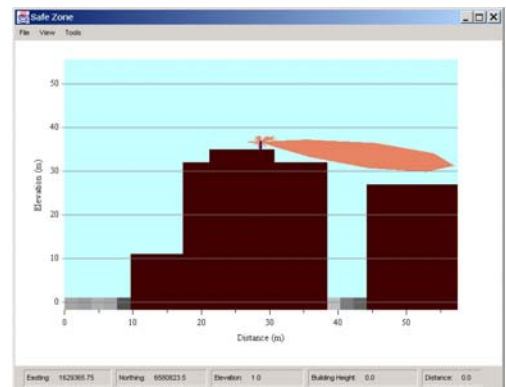 Safe Zone
File View Tools
50
40
30
20
10
0
Elevation (m)
0 10 20 30 40 50
Distance (m)
Easting: 1629365.75 Northing: 6580823.5 Elevation: 1.0 Building Height: 0.0 Distance: 0.0